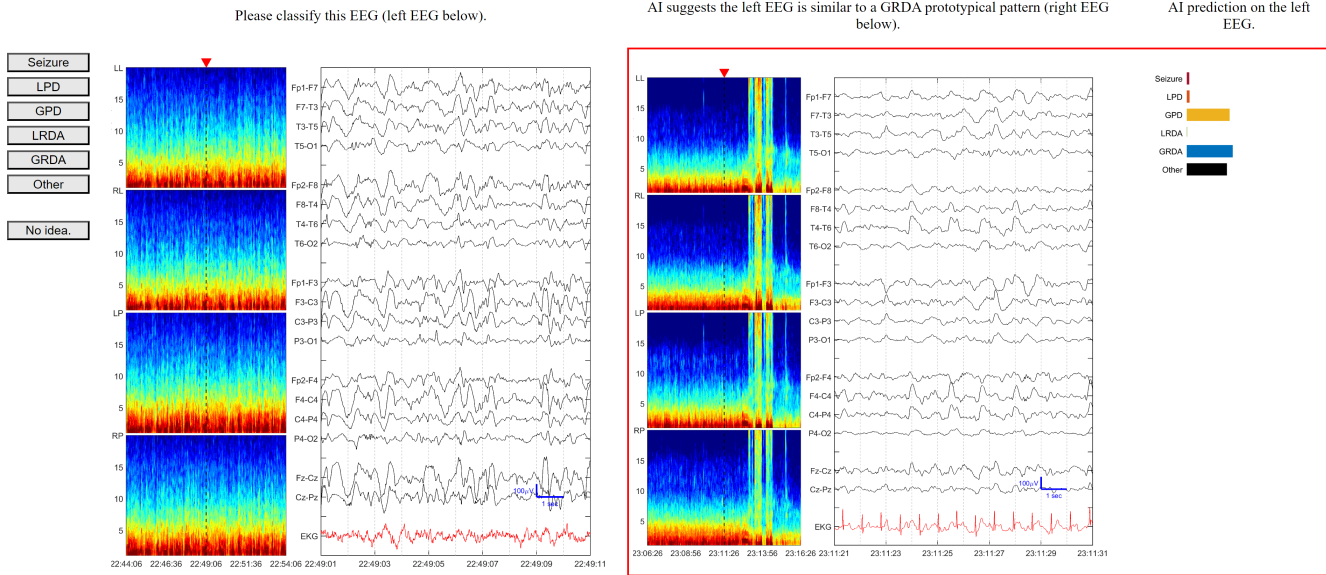 Please classify this EEG (left EEG below).
AI suggests the left EEG is similar to a GRDA prototypical pattern (right EEG
below).
AI prediction on the left
EEG.
Seizure
LPD
GPD
LRDA
GRDA
Other
No idea.
LL
15
10
5
RL
15
10
5
LP
15
10
5
RP
15
10
5
22:44:06 22:46:36 22:49:06 22:51:36 22:54:06
Fp1-F7
F7-T3
T3-T5
T5-O1
Fp2-F8
F8-T4
T4-T6
T6-O2
Fp1-F3
F3-C3
C3-P3
P3-O1
Fp2-F4
F4-C4
C4-P4
P4-O2
Fz-Cz
Cz-Pz
EKG
100μV
1 sec
22:49:01 22:49:03 22:49:05 22:49:07 22:49:09 22:49:11
LL
15
10
5
RL
15
10
5
LP
15
10
5
RP
15
10
5
23:06:26 23:08:56 23:11:26 23:13:56 23:16:26
Fp1-F7
F7-T3
T3-T5
T5-O1
Fp2-F8
F8-T4
T4-T6
T6-O2
Fp1-F3
F3-C3
C3-P3
P3-O1
Fp2-F4
F4-C4
C4-P4
P4-O2
Fz-Cz
Cz-Pz
EKG
100μV
1 sec
23:11:21 23:11:23 23:11:25 23:11:27 23:11:29 23:11:31
Seizure
LPD
GPD
LRDA
GRDA
Other